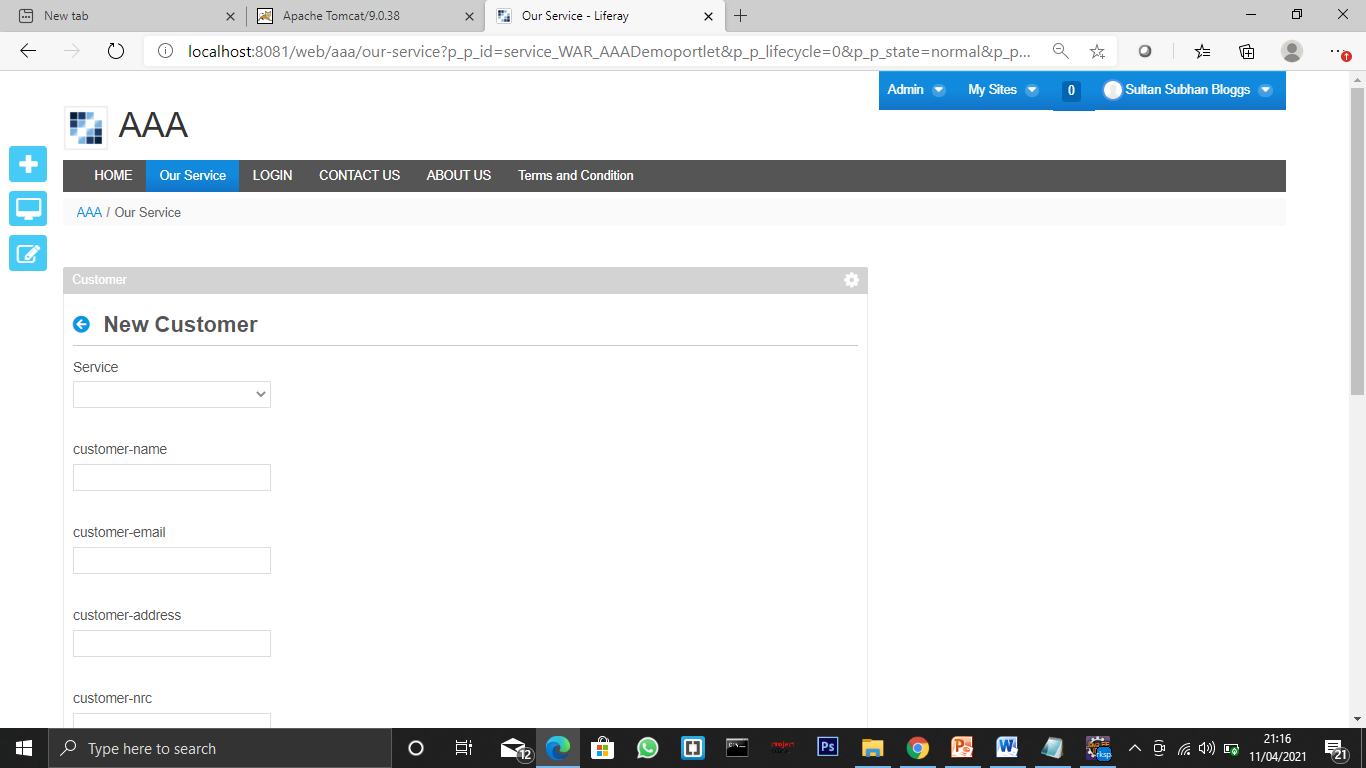 New tab
Apache Tomcat/9.0.38
Our Service - Liferay
localhost:8081/web/aaa/our-service?p_p_id=service_WAR_AAADemoportlet&p_p_lifecycle=0&p_p_state=normal&p_p...
Admin My Sites 0 Sultan Subhan Bloggs
AAA
HOME Our Service LOGIN CONTACT US ABOUT US Terms and Condition
AAA / Our Service
Customer
New Customer
Service
customer-name
customer-email
customer-address
customer-nrc
Type here to search
12
Ps
21:16
11/04/2021
21